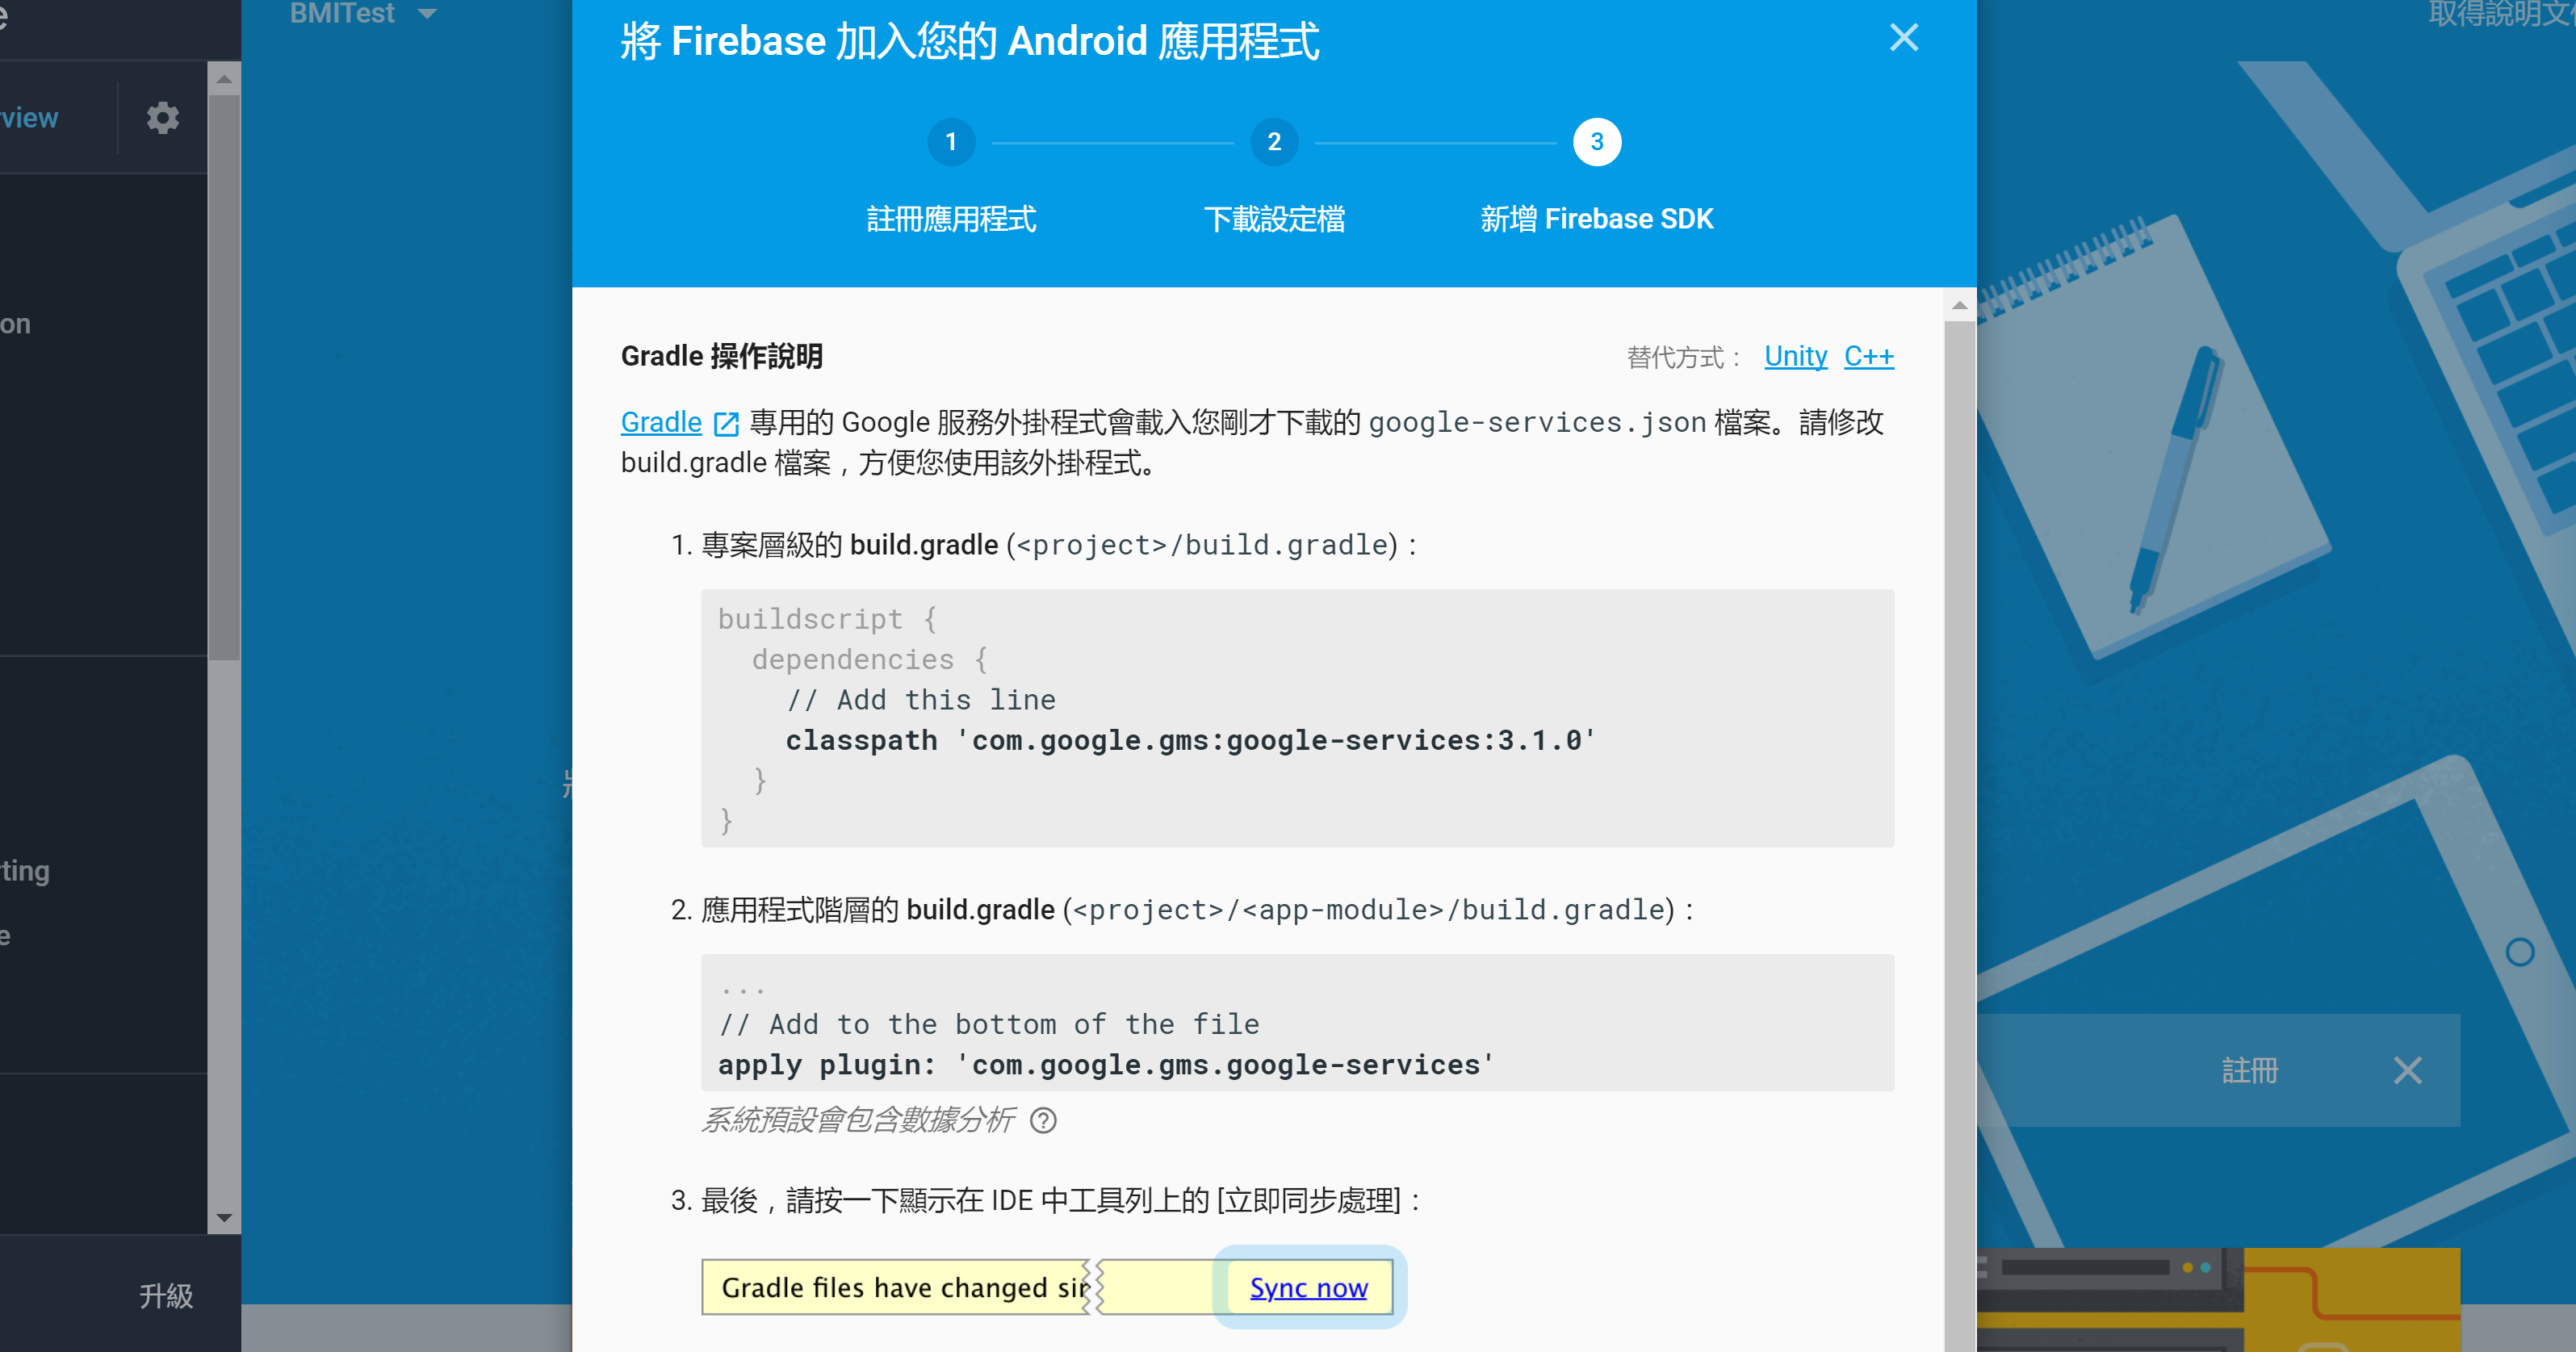 e
BMITest
取得說明文
view
on
rting
e
升級
將 Firebase 加入您的 Android 應用程式
1
2
3
註冊應用程式
下載設定檔
新增 Firebase SDK
Gradle 操作說明
替代方式： Unity C++
Gradle 專用的 Google 服務外掛程式會載入您剛才下載的 google-services.json 檔案。請修改
build.gradle 檔案，方便您使用該外掛程式。
1. 專案層級的 build.gradle (<project>/build.gradle)：
buildscript {
dependencies {
// Add this line
classpath 'com.google.gms:google-services:3.1.0'
}
}
2. 應用程式階層的 build.gradle (<project>/<app-module>/build.gradle)：
...
// Add to the bottom of the file
apply plugin: 'com.google.gms.google-services'
系統預設會包含數據分析
3. 最後，請按一下顯示在 IDE 中工具列上的 [立即同步處理]：
Gradle files have changed sin
Sync now
註冊